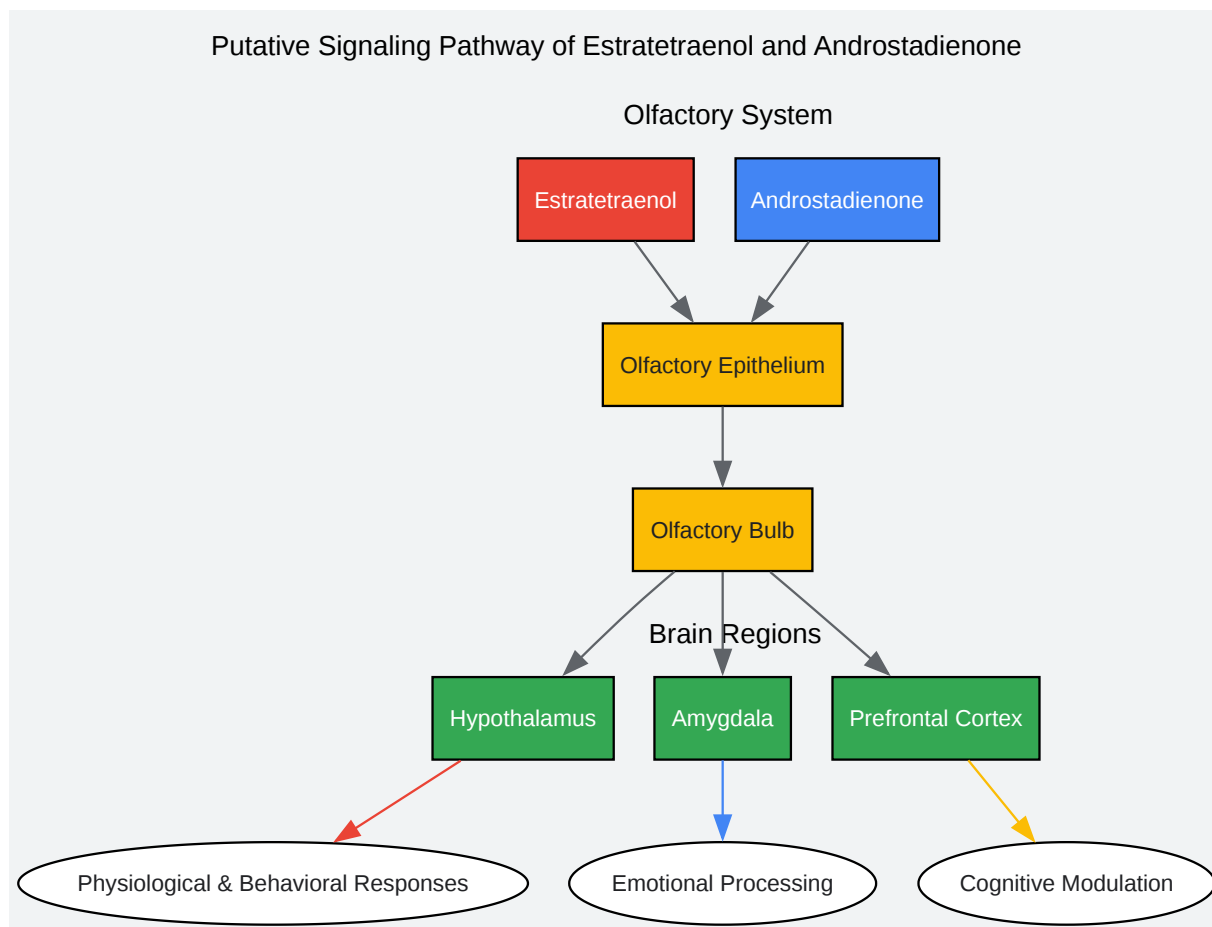 Putative Signaling Pathway of Estratetraenol and Androstadienone
Olfactory System
Estratetraenol
Androstadienone
Olfactory Epithelium
Olfactory Bulb
Brain Regions
Hypothalamus
Amygdala
Prefrontal Cortex
Physiological & Behavioral Responses
Emotional Processing
Cognitive Modulation